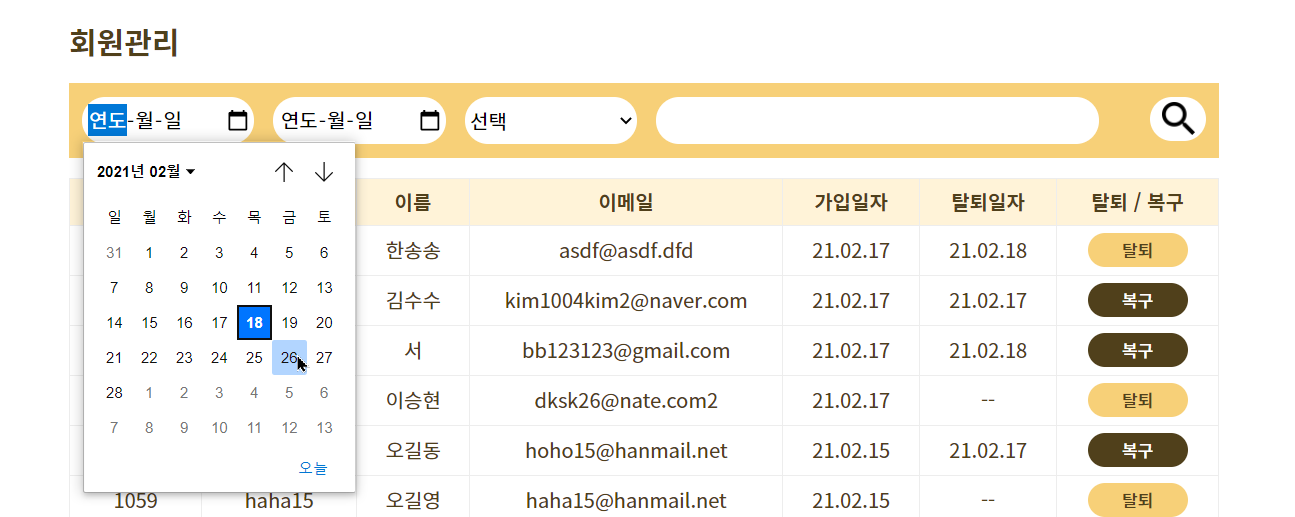 회원관리
연도-월-일 연도-월-일 선택
2021년 02월
일 월 화 수 목 금 토
31 1 2 3 4 5 6
7 8 9 10 11 12 13
14 15 16 17 18 19 20
21 22 23 24 25 26 27
28 1 2 3 4 5 6
7 8 9 10 11 12 13
오늘
이름 이메일 가입일자 탈퇴일자 탈퇴 / 복구
한송송 asdf@asdf.dfd 21.02.17 21.02.18 탈퇴
김수수 kim1004kim2@naver.com 21.02.17 21.02.17 복구
서 bb123123@gmail.com 21.02.17 21.02.18 복구
이승현 dksk26@nate.com2 21.02.17 -- 탈퇴
오길동 hoho15@hanmail.net 21.02.15 21.02.17 복구
1059 haha15 오길영 haha15@hanmail.net 21.02.15 -- 탈퇴